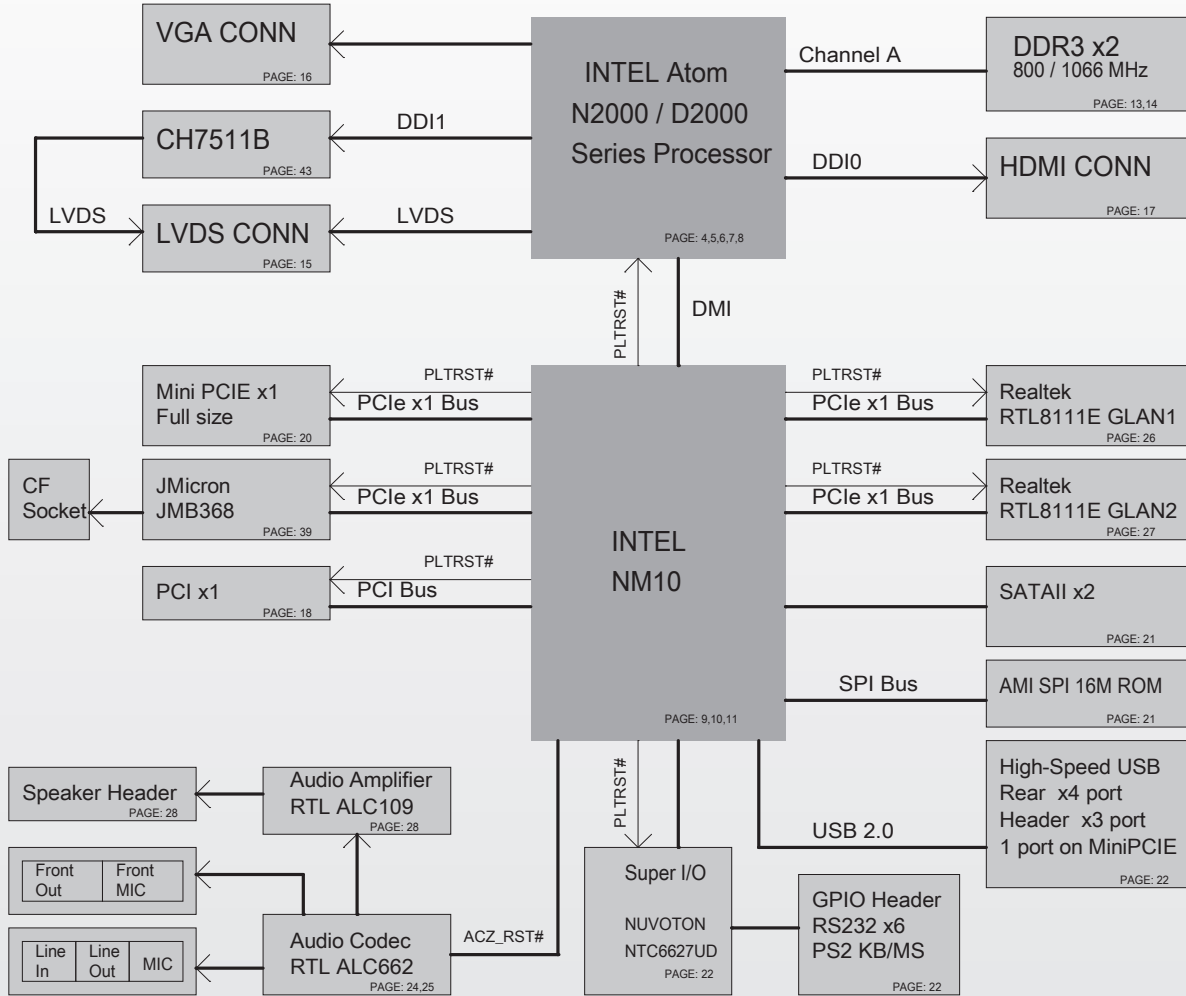 VGA CONN
PAGE: 16
INTEL Atom
N2000 / D2000
Series Processor
PAGE: 4,5,6,7,8
Channel A
DDR3 x2
800 / 1066 MHz
PAGE: 13,14
CH7511B
PAGE: 43
DDI1
DDI0
HDMI CONN
PAGE: 17
LVDS
LVDS CONN
PAGE: 15
LVDS
PLTRST#
DMI
Mini PCIE x1
Full size
PAGE: 20
PLTRST#
PCIe x1 Bus
INTEL
NM10
PAGE: 9,10,11
PLTRST#
PCIe x1 Bus
Realtek
RTL8111E GLAN1
PAGE: 26
CF
Socket
JMicron
JMB368
PAGE: 39
PLTRST#
PCIe x1 Bus
PLTRST#
PCIe x1 Bus
Realtek
RTL8111E GLAN2
PAGE: 27
PCI x1
PAGE: 18
PLTRST#
PCI Bus
SATAII x2
PAGE: 21
SPI Bus
AMI SPI 16M ROM
PAGE: 21
Speaker Header
PAGE: 28
Audio Amplifier
RTL ALC109
PAGE: 28
PLTRST#
USB 2.0
High-Speed USB
Rear x4 port
Header x3 port
1 port on MiniPCIE
PAGE: 22
Front
Out
Front
MIC
Line
In
Line
Out
MIC
Audio Codec
RTL ALC662
PAGE: 24,25
ACZ_RST#
Super I/O
NUVOTON
NTC6627UD
PAGE: 22
GPIO Header
RS232 x6
PS2 KB/MS
PAGE: 22